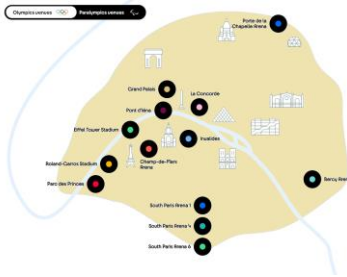 Olympics venues
Paralympics venues
Porte de la
Chapelle Arena
Grand Palais
La Concorde
Pont d'Iéna
Eiffel Tower Stadium
Invalides
Champ-de-Mars
Arena
Roland-Garros Stadium
Parc des Princes
Bercy Arena
South Paris Arena 1
South Paris Arena 4
South Paris Arena 6